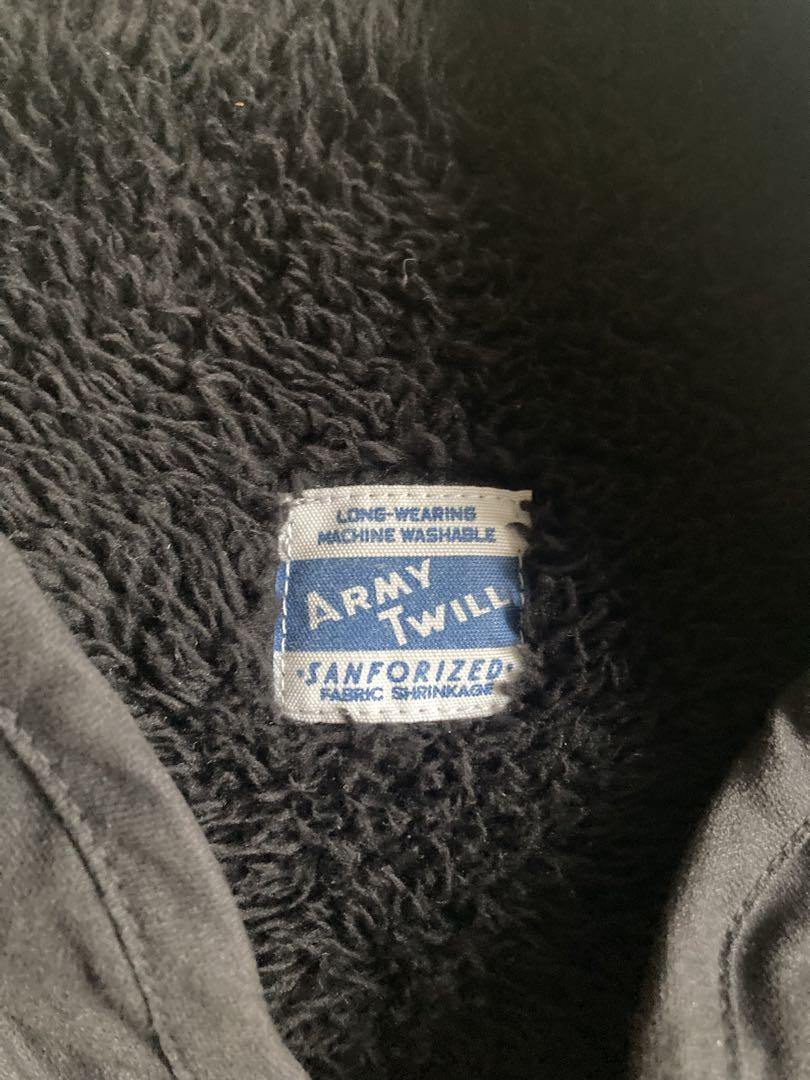 LONG-WEARING
MACHINE WASHABLE
ARMY
TWILL
·SANFORIZED·
FABRIC SHRINKAGE